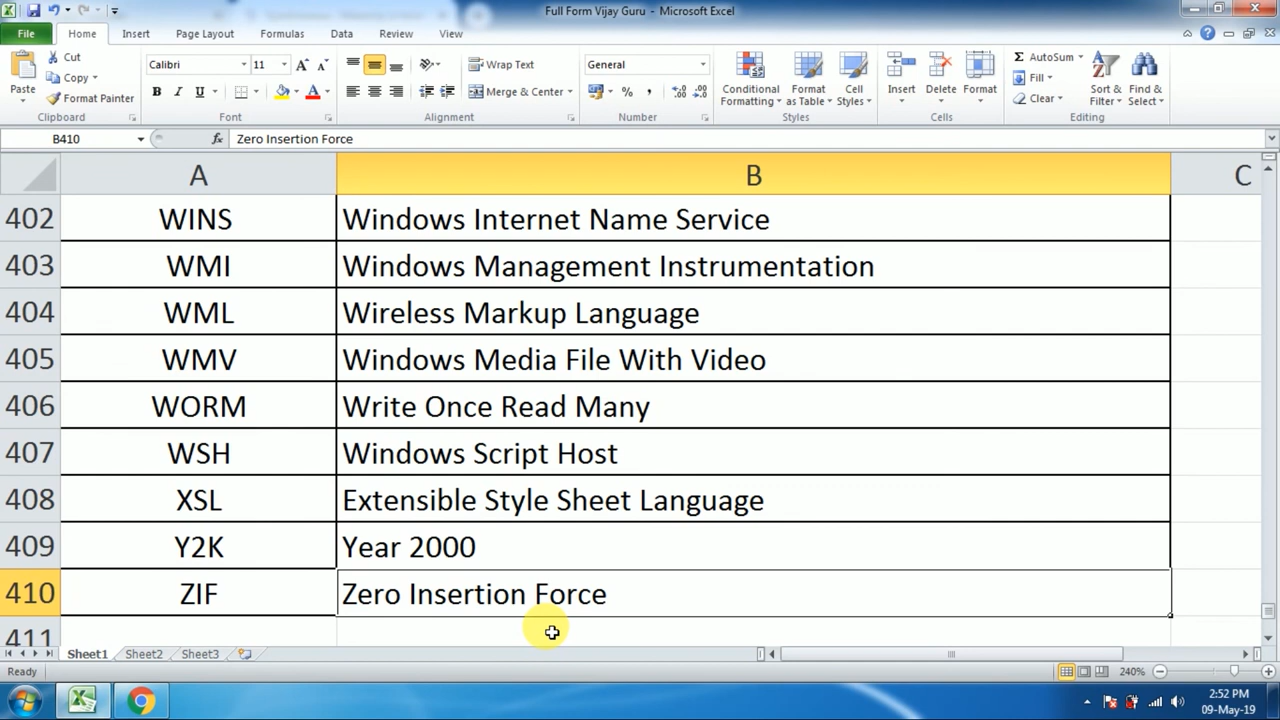 Full Form Vijay Guru - Microsoft Excel
File Home Insert Page Layout Formulas Data Review View
Cut
Copy
Format Painter
Paste
Clipboard
Calibri 11
B I U
Font
Wrap Text
Merge & Center
Alignment
General
% ,
Number
Conditional Formatting
Format as Table
Cell Styles
Styles
Insert Delete Format
Cells
Σ AutoSum
Fill
Clear
Sort & Filter
Find & Select
Editing
B410 fx Zero Insertion Force
A B C
402 WINS Windows Internet Name Service
403 WMI Windows Management Instrumentation
404 WML Wireless Markup Language
405 WMV Windows Media File With Video
406 WORM Write Once Read Many
407 WSH Windows Script Host
408 XSL Extensible Style Sheet Language
409 Y2K Year 2000
410 ZIF Zero Insertion Force
411
Sheet1 Sheet2 Sheet3
Ready 240%
2:52 PM
09-May-19